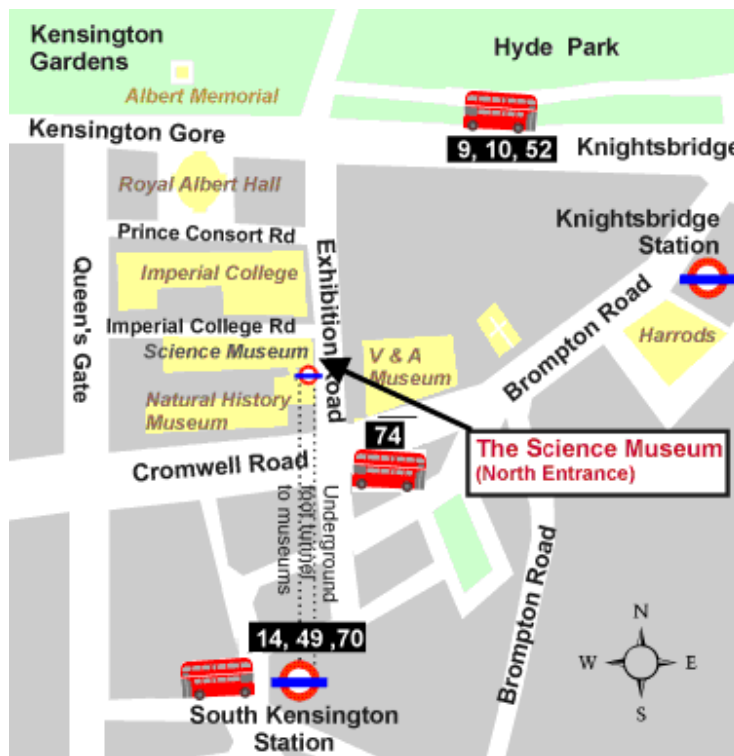 Kensington
Gardens
Hyde Park
Albert Memorial
Kensington Gore
9, 10, 52
Knightsbridge
Royal Albert Hall
Knightsbridge
Station
Prince Consort Rd
Imperial College
Exhibition Road
Queen's Gate
Imperial College Rd
Science Museum
V & A
Museum
Brompton Road
Harrods
Natural History
Museum
74
The Science Museum
(North Entrance)
Cromwell Road
Underground
foot tunnel
to museums
Brompton Road
14, 49 ,70
N
W
E
S
South Kensington
Station